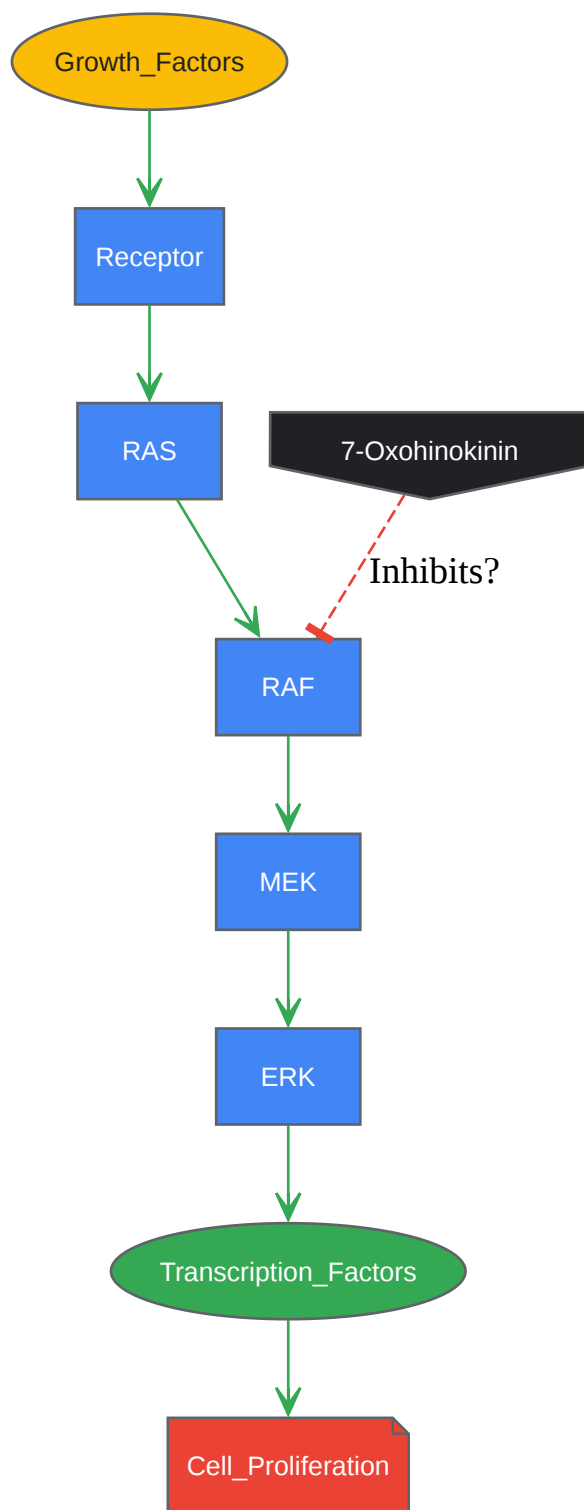 Growth_Factors
Receptor
RAS
7-Oxohinokinin
Inhibits?
RAF
MEK
ERK
Transcription_Factors
Cell_Proliferation